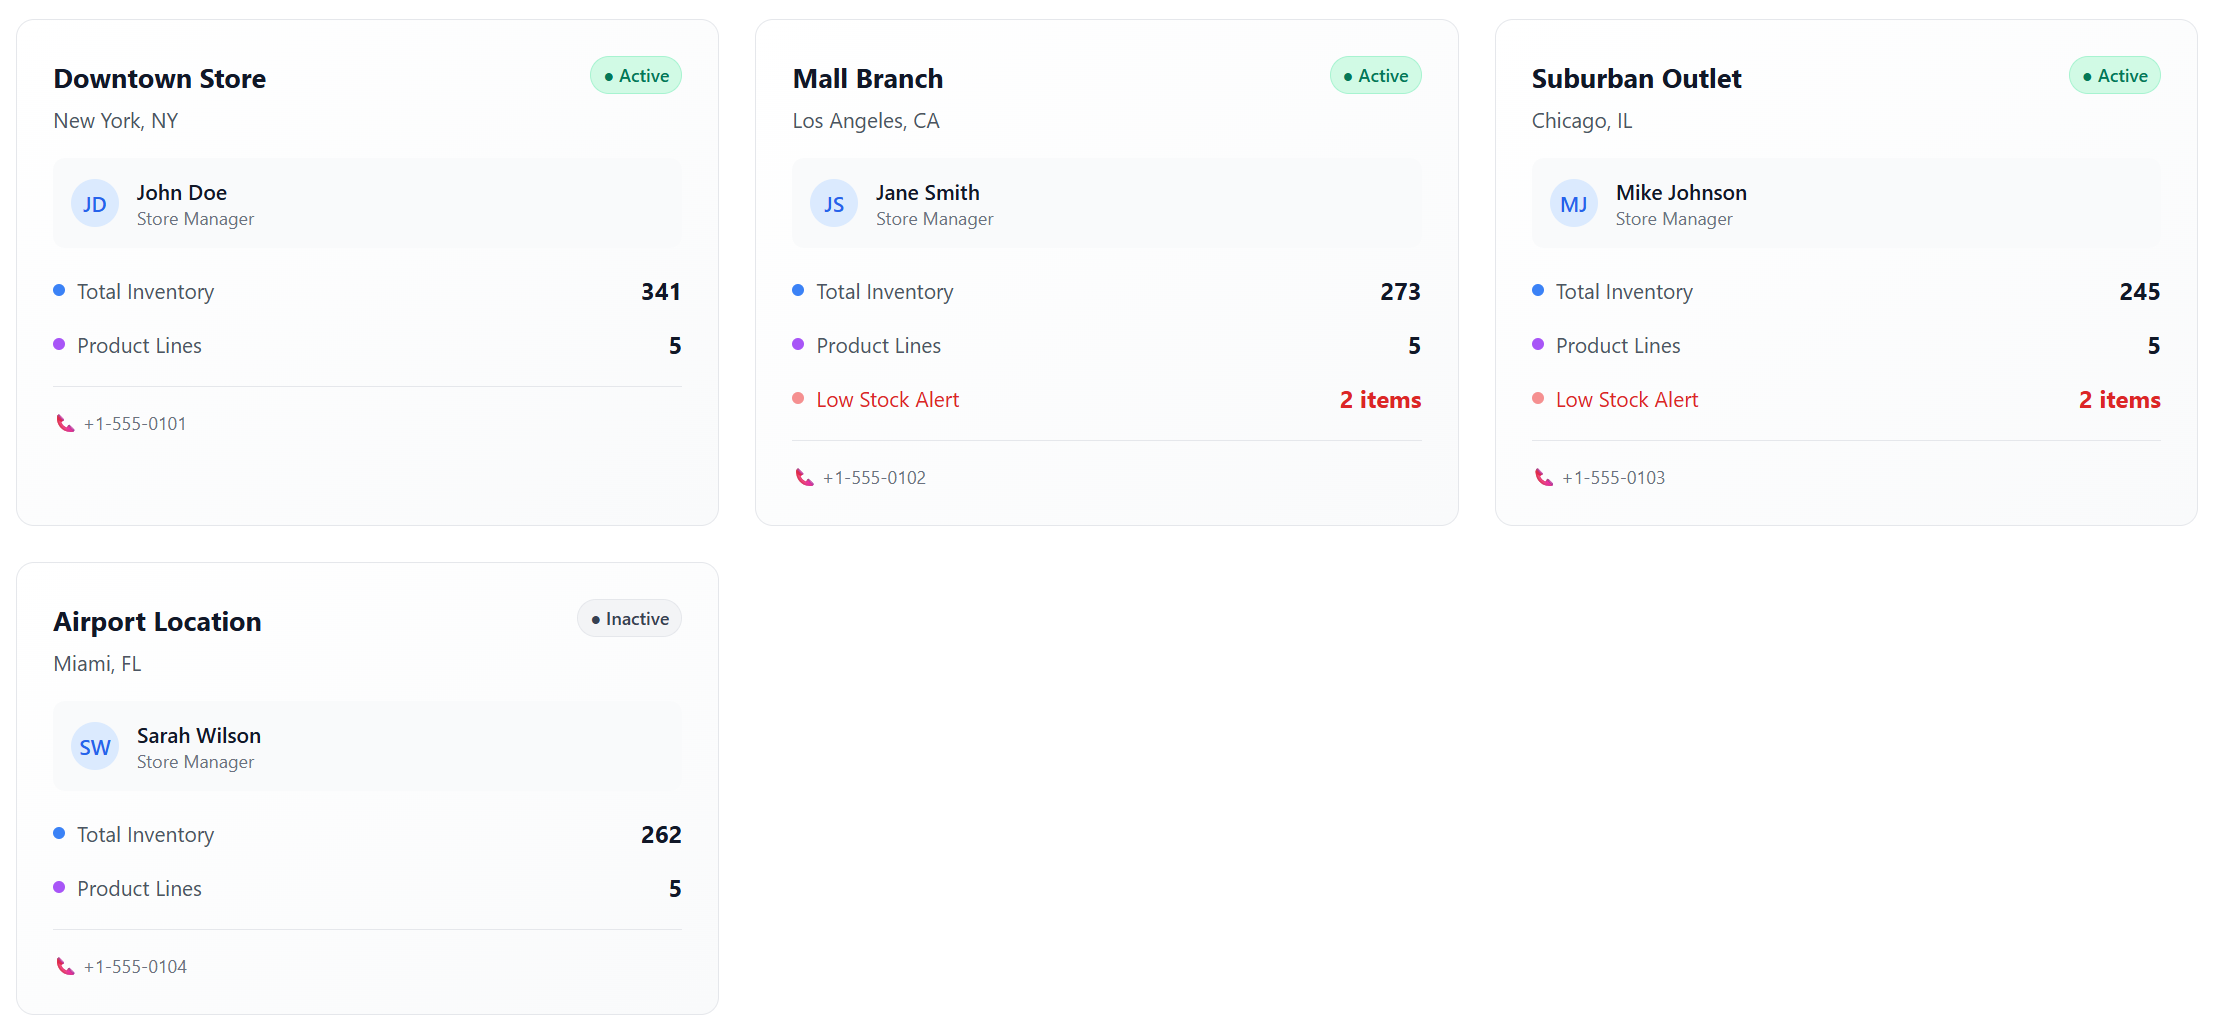 Downtown Store
● Active
New York, NY
JD
John Doe
Store Manager
Total Inventory 341
Product Lines 5
+1-555-0101
Mall Branch
● Active
Los Angeles, CA
JS
Jane Smith
Store Manager
Total Inventory 273
Product Lines 5
Low Stock Alert 2 items
+1-555-0102
Suburban Outlet
● Active
Chicago, IL
MJ
Mike Johnson
Store Manager
Total Inventory 245
Product Lines 5
Low Stock Alert 2 items
+1-555-0103
Airport Location
● Inactive
Miami, FL
SW
Sarah Wilson
Store Manager
Total Inventory 262
Product Lines 5
+1-555-0104